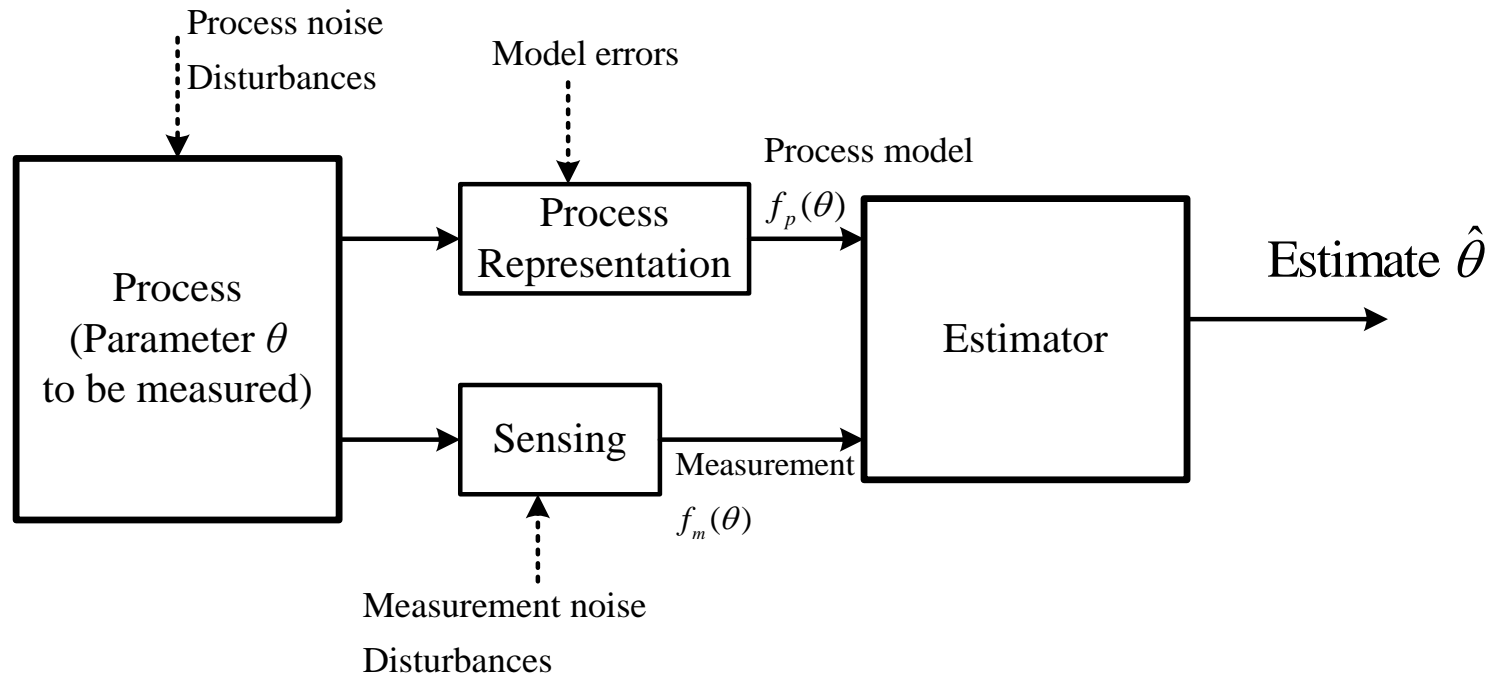 Process noise
Disturbances
Model errors
Process model
f_p(θ)
Process
Representation
Process
(Parameter θ
to be measured)
Estimator
Estimate θ̂
Sensing
Measurement
f_m(θ)
Measurement noise
Disturbances